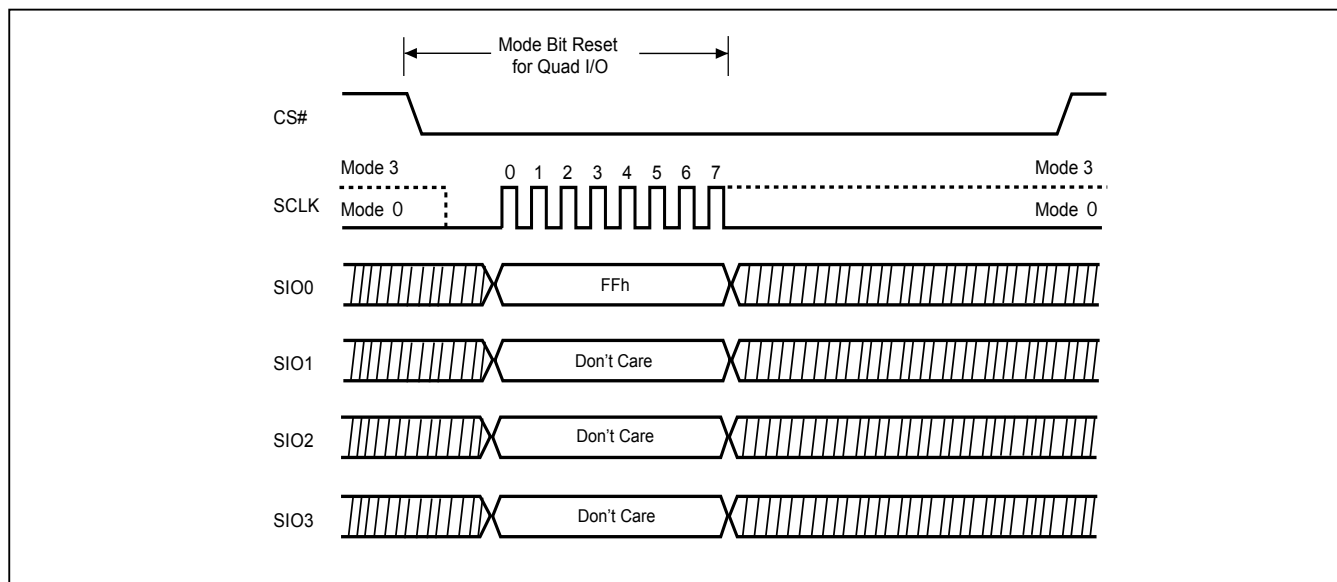 Mode Bit Reset
for Quad I/O
CS#
Mode 3
Mode 3
0 1 2 3 4 5 6 7
SCLK
Mode 0
Mode 0
SIO0
FFh
SIO1
Don't Care
SIO2
Don't Care
SIO3
Don't Care